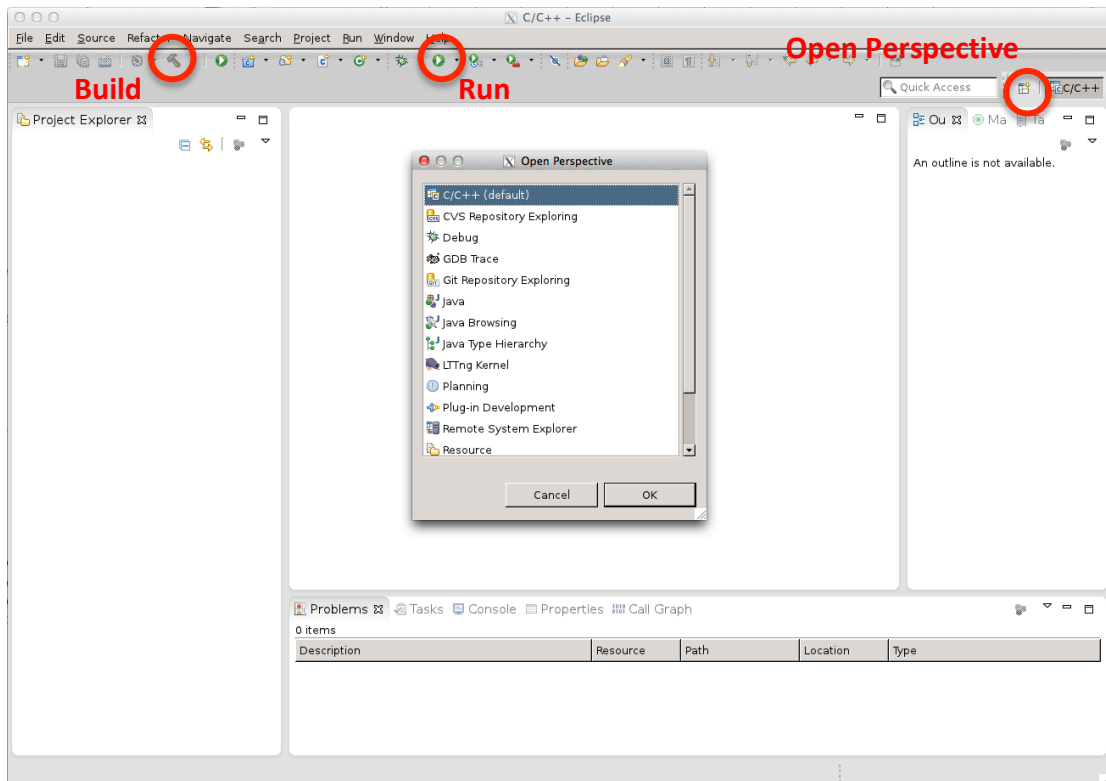 C/C++ – Eclipse
File Edit Source Refactor Navigate Search Project Run Window Help
Open Perspective
Build
Run
Quick Access
C/C++
Project Explorer
Ou Ma Ta
An outline is not available.
Open Perspective
C/C++ (default)
CVS Repository Exploring
Debug
GDB Trace
Git Repository Exploring
Java
Java Browsing
Java Type Hierarchy
LTTng Kernel
Planning
Plug-in Development
Remote System Explorer
Resource
Cancel OK
Problems Tasks Console Properties Call Graph
0 items
Description Resource Path Location Type